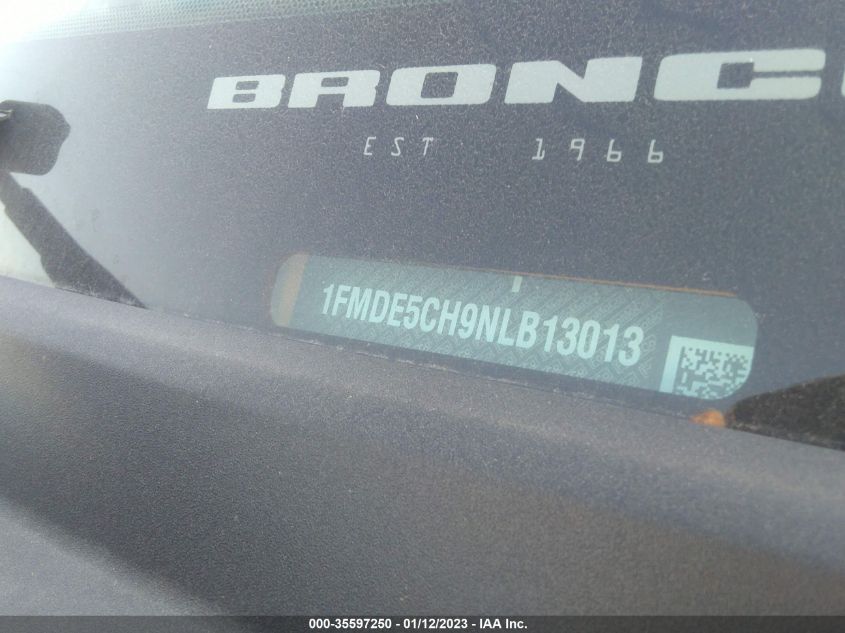 BRONC
EST 1966
1FMDE5CH9NLB13013
000-35597250 - 01/12/2023 - IAA Inc.